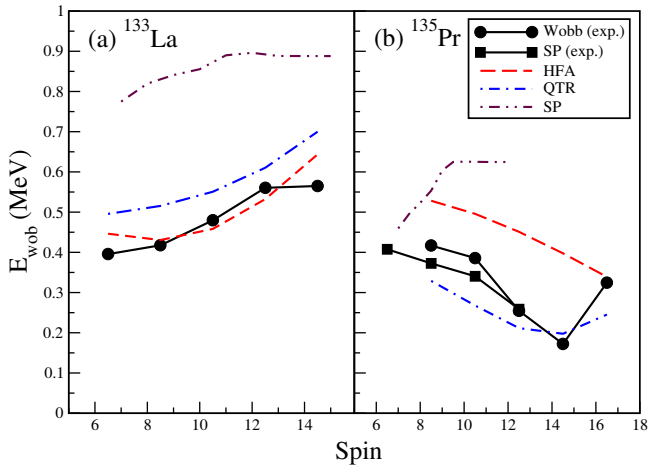 (a) ¹³³La
(b) ¹³⁵Pr
Wobb (exp.)
SP (exp.)
HFA
QTR
SP
E_wob (MeV)
1
0.9
0.8
0.7
0.6
0.5
0.4
0.3
0.2
0.1
0
6 8 10 12 14 6 8 10 12 14 16 18
Spin